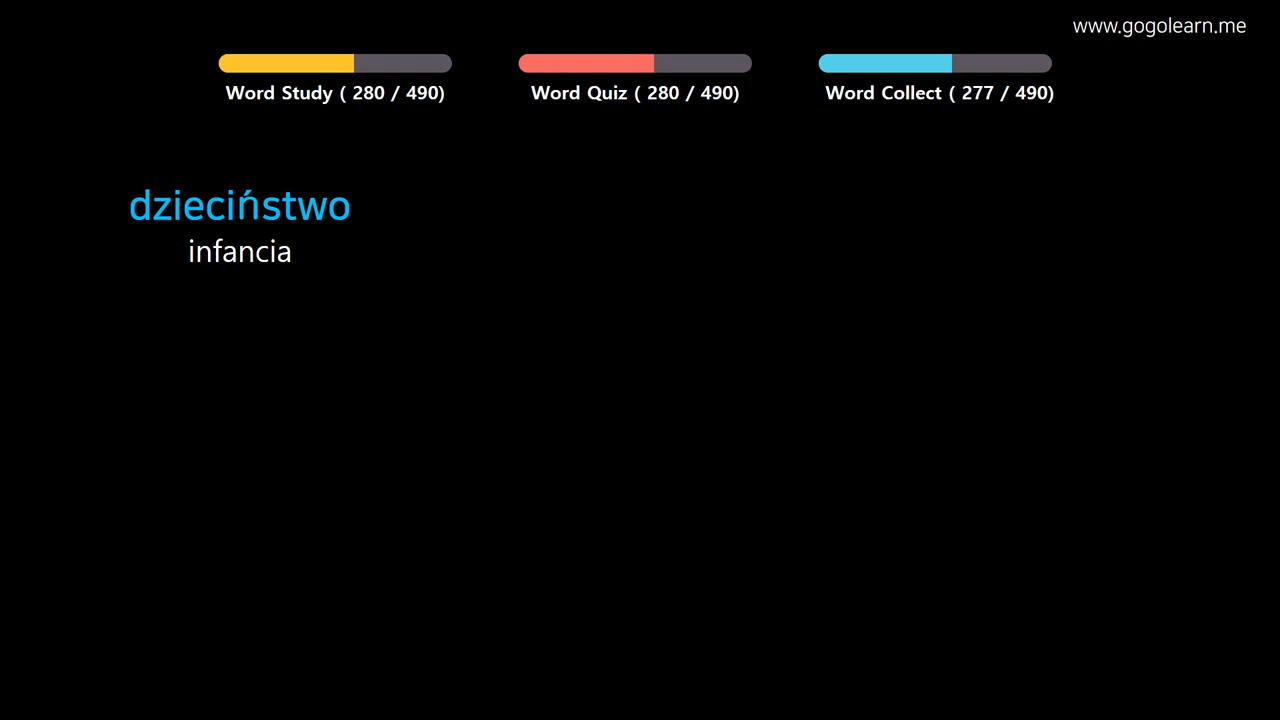 www.gogolearn.me
Word Study ( 280 / 490)
Word Quiz ( 280 / 490)
Word Collect ( 277 / 490)
dzieciństwo
infancia